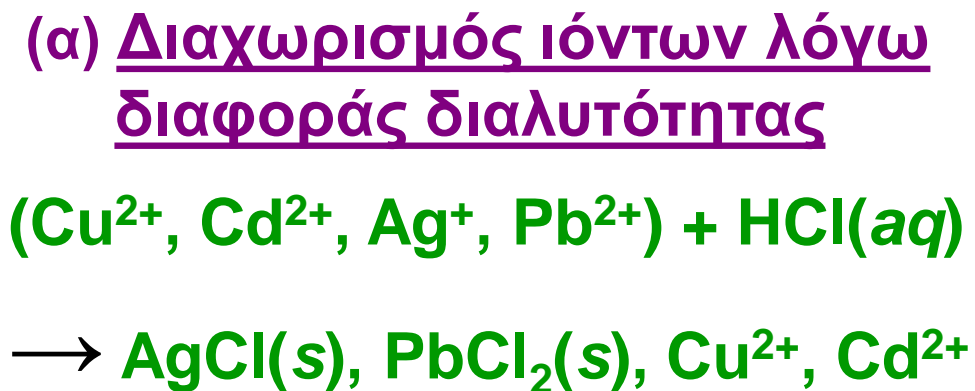 (α) Διαχωρισμός ιόντων λόγω
διαφοράς διαλυτότητας
(Cu²⁺, Cd²⁺, Ag⁺, Pb²⁺) + HCl(aq)
⟶ AgCl(s), PbCl₂(s), Cu²⁺, Cd²⁺